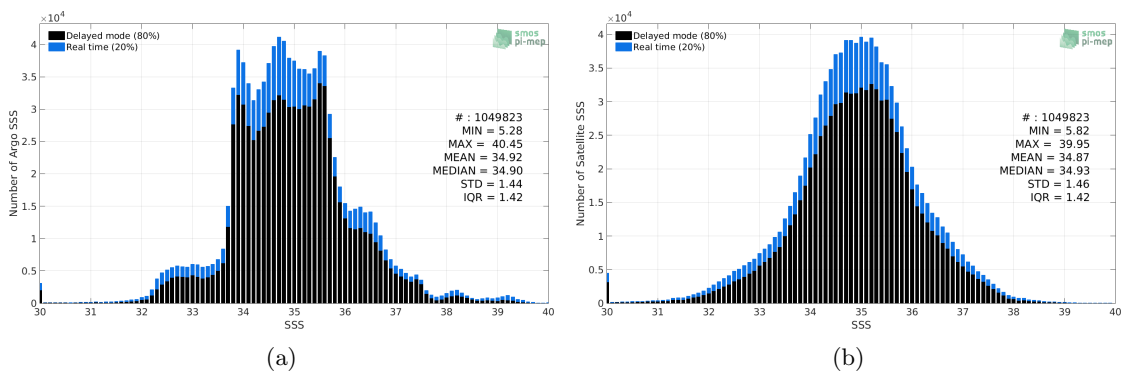 ×10⁴
Delayed mode (80%)
Real time (20%)
smos
pi-mep
4
3.5
3
2.5
2
1.5
1
0.5
0
Number of Argo SSS
# : 1049823
MIN = 5.28
MAX = 40.45
MEAN = 34.92
MEDIAN = 34.90
STD = 1.44
IQR = 1.42
30 31 32 33 34 35 36 37 38 39 40
SSS
(a)
×10⁴
Delayed mode (80%)
Real time (20%)
smos
pi-mep
4
3.5
3
2.5
2
1.5
1
0.5
0
Number of Satellite SSS
# : 1049823
MIN = 5.82
MAX = 39.95
MEAN = 34.87
MEDIAN = 34.93
STD = 1.46
IQR = 1.42
30 31 32 33 34 35 36 37 38 39 40
SSS
(b)